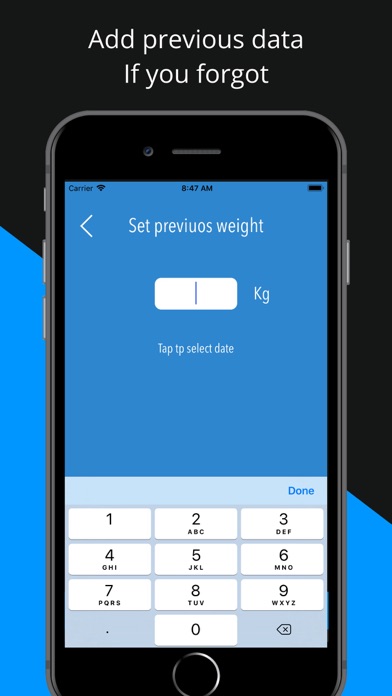 Add previous data
If you forgot
Carrier 8:47 AM
Set previuos weight
Kg
Tap tp select date
Done
1 2 3
ABC DEF
4 5 6
GHI JKL MNO
7 8 9
PQRS TUV WXYZ
. 0